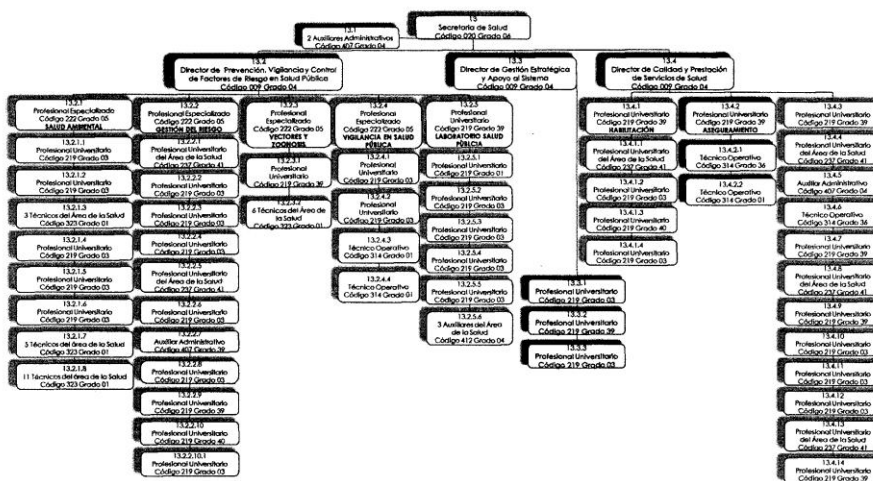 13
Secretaria de Salud
Código 020 Grado 06
13.1
2 Auxiliares Administrativos
Código 407 Grado 04
13.2
Director de Prevención, Vigilancia y Control
de Factores de Riesgo en Salud Pública
Código 009 Grado 04
13.3
Director de Gestión Estratégica
y Apoyo al Sistema
Código 009 Grado 04
13.4
Director de Calidad y Prestación
de Servicios de Salud
Código 009 Grado 04
13.2.1
Profesional Especializado
Código 222 Grado 05
SALUD AMBIENTAL
13.2.1.1
Profesional Universitario
Código 219 Grado 03
13.2.1.2
Profesional Universitario
Código 219 Grado 03
13.2.1.3
3 Técnicos del Área de la Salud
Código 323 Grado 01
13.2.1.4
Profesional Universitario
Código 219 Grado 03
13.2.1.5
Profesional Universitario
Código 219 Grado 03
13.2.1.6
Profesional Universitario
Código 219 Grado 03
13.2.1.7
5 Técnicos del área de la Salud
Código 323 Grado 01
13.2.1.8
11 Técnicos del área de la Salud
Código 323 Grado 01
13.2.2
Profesional Especializado
Código 222 Grado 05
GESTIÓN DEL RIESGO
13.2.2.1
Profesional Universitario
del Área de la Salud
Código 237 Grado 41
13.2.2.2
Profesional Universitario
Código 219 Grado 03
13.2.2.3
Profesional Universitario
Código 219 Grado 03
13.2.2.4
Profesional Universitario
Código 219 Grado 03
13.2.2.5
Profesional Universitario
del Área de la Salud
Código 237 Grado 41
13.2.2.6
Profesional Universitario
Código 219 Grado 03
13.2.2.7
Auxiliar Administrativo
Código 407 Grado 39
13.2.2.8
Profesional Universitario
Código 219 Grado 03
13.2.2.9
Profesional Universitario
Código 219 Grado 39
13.2.2.10
Profesional Universitario
Código 219 Grado 40
13.2.2.10.1
Profesional Universitario
Código 219 Grado 03
13.2.3
Profesional
Especializado
Código 222 Grado 05
VECTORES Y
ZOONOSIS
13.2.3.1
Profesional
Universitario
Código 219 Grado 39
13.2.3.2
6 Técnicos del Área de
la Salud
Código 323 Grado 01
13.2.4
Profesional
Especializado
Código 222 Grado 05
VIGILANCIA EN SALUD
PÚBLICA
13.2.4.1
Profesional
Universitario
Código 219 Grado 03
13.2.4.2
Profesional
Universitario
Código 219 Grado 03
13.2.4.3
Técnico Operativo
Código 314 Grado 01
13.2.4.4
Técnico Operativo
Código 314 Grado 01
13.2.5
Profesional
Universitario
Código 219 Grado 39
LABORATORIO SALUD
PÚBLCIA
13.2.5.1
Profesional Universitario
Código 219 Grado 01
13.2.5.2
Profesional Universitario
Código 219 Grado 03
13.2.5.3
Profesional Universitario
Código 219 Grado 03
13.2.5.4
Profesional Universitario
Código 219 Grado 03
13.2.5.5
Profesional Universitario
Código 219 Grado 03
13.2.5.6
3 Auxiliares del Área
de la Salud
Código 412 Grado 04
13.3.1
Profesional Universitario
Código 219 Grado 03
13.3.2
Profesional Universitario
Código 219 Grado 39
13.3.3
Profesional Universitario
Código 219 Grado 03
13.4.1
Profesional Universitario
Código 219 Grado 39
HABILITACIÓN
13.4.1.1
Profesional Universitario
del Área de la Salud
Código 237 Grado 41
13.4.1.2
Profesional Universitario
Código 219 Grado 03
13.4.1.3
Profesional Universitario
Código 219 Grado 40
13.4.1.4
Profesional Universitario
Código 219 Grado 03
13.4.2
Profesional Universitario
Código 219 Grado 39
ASEGURAMIENTO
13.4.2.1
Técnico Operativo
Código 314 Grado 36
13.4.2.2
Técnico Operativo
Código 314 Grado 01
13.4.3
Profesional Universitario
Código 219 Grado 39
13.4.4
Profesional Universitario
del Área de la Salud
Código 237 Grado 41
13.4.5
Auxiliar Administrativo
Código 407 Grado 04
13.4.6
Técnico Operativo
Código 314 Grado 36
13.4.7
Profesional Universitario
Código 219 Grado 39
13.4.8
Profesional Universitario
del Área de la Salud
Código 237 Grado 41
13.4.9
Profesional Universitario
Código 219 Grado 39
13.4.10
Profesional Universitario
Código 219 Grado 03
13.4.11
Profesional Universitario
Código 219 Grado 03
13.4.12
Profesional Universitario
Código 219 Grado 03
13.4.13
Profesional Universitario
del Área de la Salud
Código 237 Grado 41
13.4.14
Profesional Universitario
Código 219 Grado 39